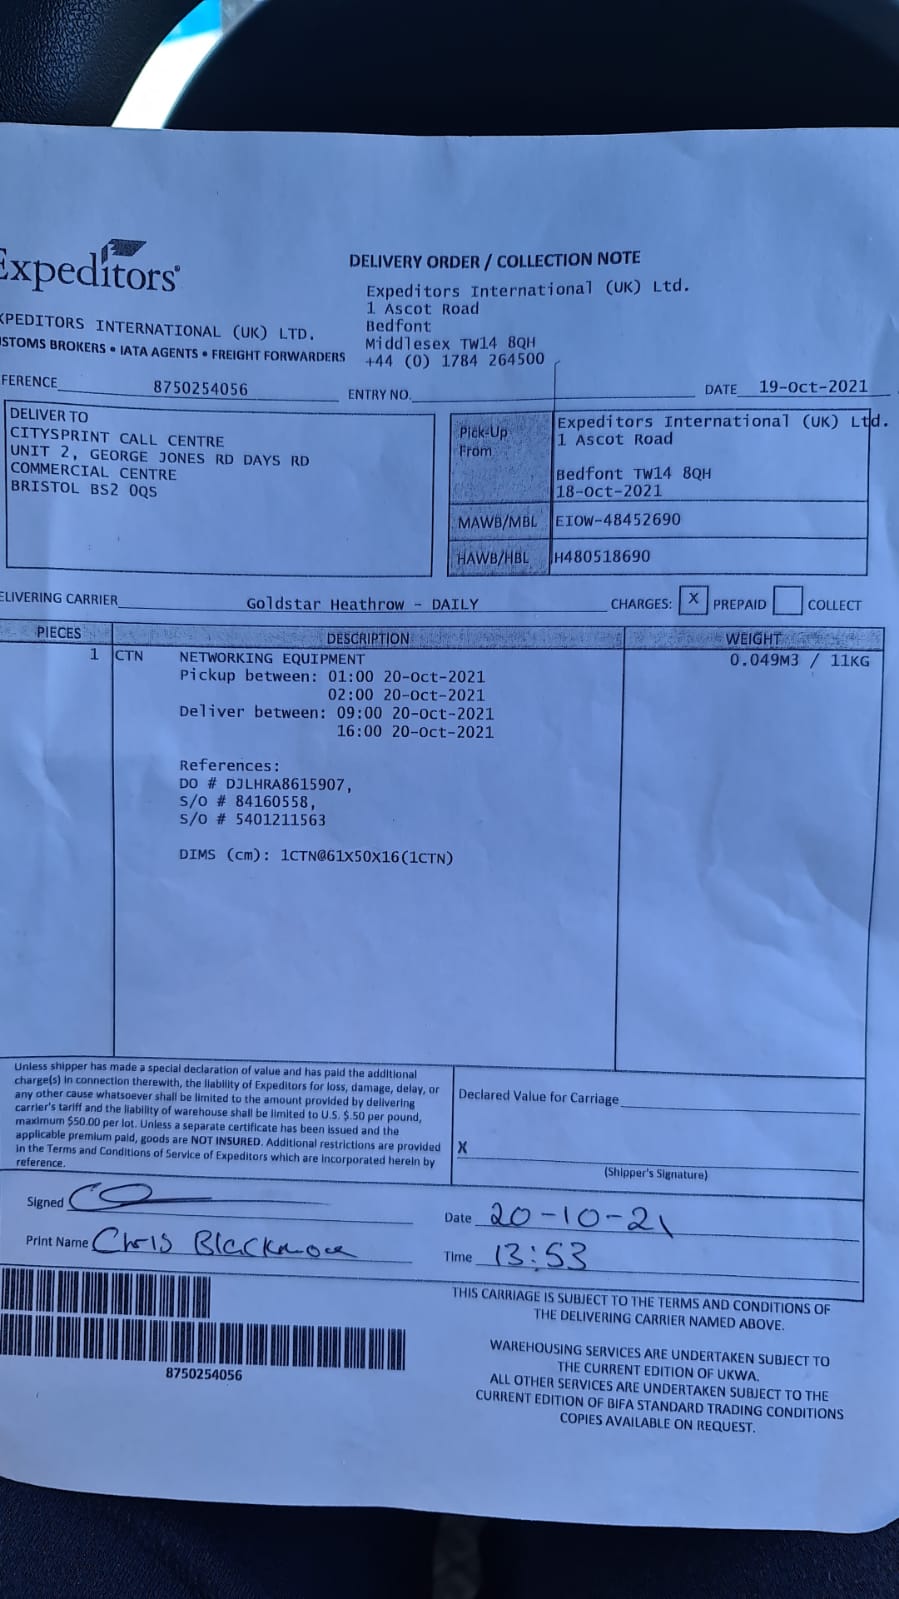 Expeditors®
XPEDITORS INTERNATIONAL (UK) LTD.
STOMS BROKERS • IATA AGENTS • FREIGHT FORWARDERS
DELIVERY ORDER / COLLECTION NOTE
Expeditors International (UK) Ltd.
1 Ascot Road
Bedfont
Middlesex TW14 8QH
+44 (0) 1784 264500
FERENCE 8750254056
ENTRY NO.
DATE 19-Oct-2021
DELIVER TO
CITYSPRINT CALL CENTRE
UNIT 2, GEORGE JONES RD DAYS RD
COMMERCIAL CENTRE
BRISTOL BS2 0QS
Pick-Up From
Expeditors International (UK) Ltd.
1 Ascot Road
Bedfont TW14 8QH
18-Oct-2021
MAWB/MBL EIOW-48452690
HAWB/HBL H480518690
ELIVERING CARRIER Goldstar Heathrow - DAILY
CHARGES: X PREPAID COLLECT
PIECES DESCRIPTION WEIGHT
1 CTN NETWORKING EQUIPMENT 0.049M3 / 11KG
Pickup between: 01:00 20-Oct-2021
02:00 20-Oct-2021
Deliver between: 09:00 20-Oct-2021
16:00 20-Oct-2021
References:
DO # DJLHRA8615907,
S/O # 84160558,
S/O # 5401211563
DIMS (cm): 1CTN@61X50X16(1CTN)
Unless shipper has made a special declaration of value and has paid the additional
charge(s) in connection therewith, the liability of Expeditors for loss, damage, delay, or
any other cause whatsoever shall be limited to the amount provided by delivering
carrier's tariff and the liability of warehouse shall be limited to U.S. $.50 per pound,
maximum $50.00 per lot. Unless a separate certificate has been issued and the
applicable premium paid, goods are NOT INSURED. Additional restrictions are provided
in the Terms and Conditions of Service of Expeditors which are incorporated herein by
reference.
Declared Value for Carriage
X
(Shipper's Signature)
Signed
Print Name Chris Blackmore
Date 20-10-21
Time 13:53
8750254056
THIS CARRIAGE IS SUBJECT TO THE TERMS AND CONDITIONS OF
THE DELIVERING CARRIER NAMED ABOVE.
WAREHOUSING SERVICES ARE UNDERTAKEN SUBJECT TO
THE CURRENT EDITION OF UKWA.
ALL OTHER SERVICES ARE UNDERTAKEN SUBJECT TO THE
CURRENT EDITION OF BIFA STANDARD TRADING CONDITIONS
COPIES AVAILABLE ON REQUEST.